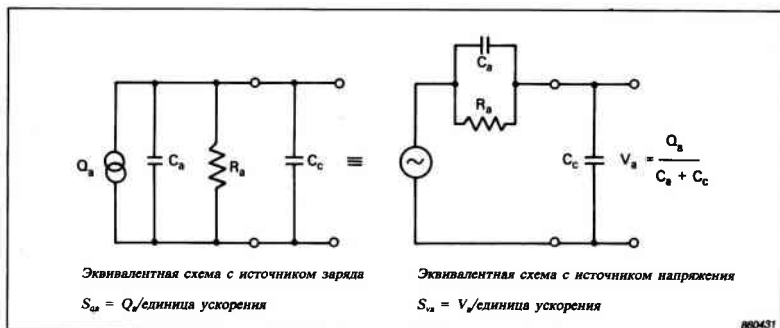 Qa
Ca
Ra
Cc
≡
Ca
Ra
Cc
Va = Qa / (Ca + Cc)
Эквивалентная схема с источником заряда
Sqa = Qa/единица ускорения
Эквивалентная схема с источником напряжения
Sva = Va/единица ускорения
860431